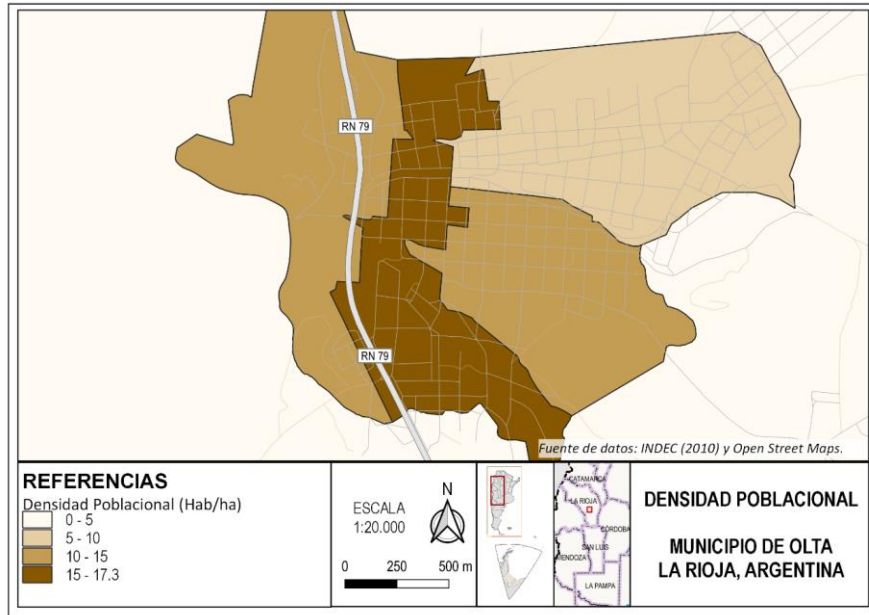 RN 79
RN 79
Fuente de datos: INDEC (2010) y Open Street Maps.
REFERENCIAS
Densidad Poblacional (Hab/ha)
0 - 5
5 - 10
10 - 15
15 - 17.3
ESCALA
1:20.000
N
0 250 500 m
CATAMARCA
LA RIOJA
CÓRDOBA
SAN LUIS
MENDOZA
LA PAMPA
DENSIDAD POBLACIONAL
MUNICIPIO DE OLTA
LA RIOJA, ARGENTINA